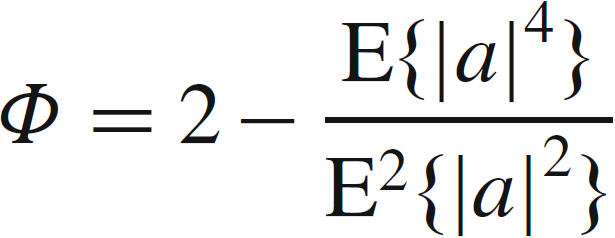 Φ = 2 − E{|a|⁴} / E²{|a|²}